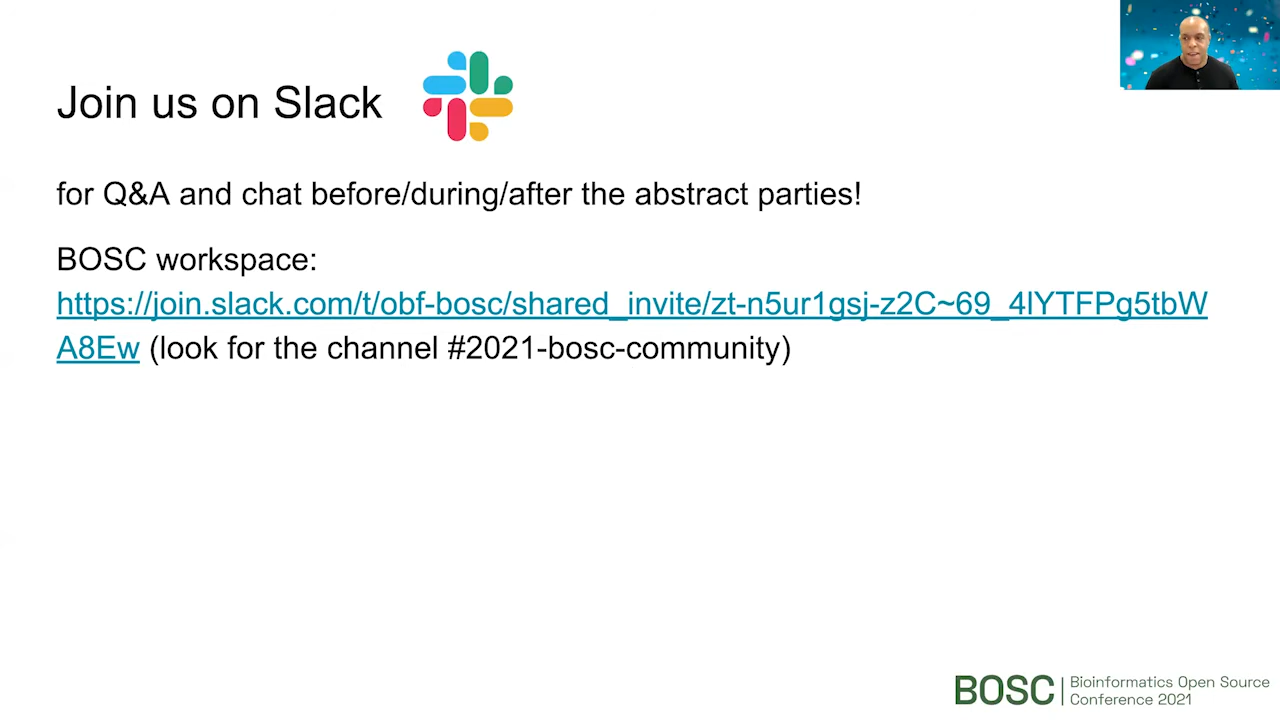 Join us on Slack
for Q&A and chat before/during/after the abstract parties!
BOSC workspace:
https://join.slack.com/t/obf-bosc/shared_invite/zt-n5ur1gsj-z2C~69_4lYTFPg5tbW
A8Ew (look for the channel #2021-bosc-community)
BOSC | Bioinformatics Open Source
Conference 2021